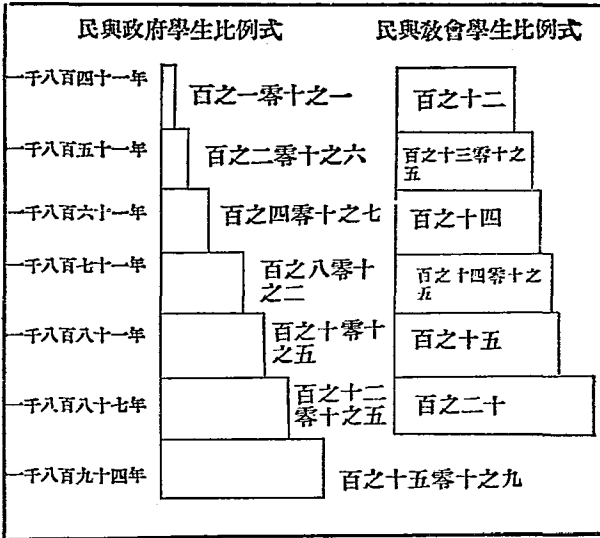 民與政府學生比例式
民與敎會學生比例式
一千八百四十一年
百之一零十之一
百之十二
一千八百五十一年
百之二零十之六
百之十三零十之
五
一千八百六十一年
百之四零十之七
百之十四
一千八百七十一年
百之八零十
之二
百之十四零十之
五
一千八百八十一年
百之十零十
之五
百之十五
一千八百八十七年
百之十二
零十之五
百之二十
一千八百九十四年
百之十五零十之九